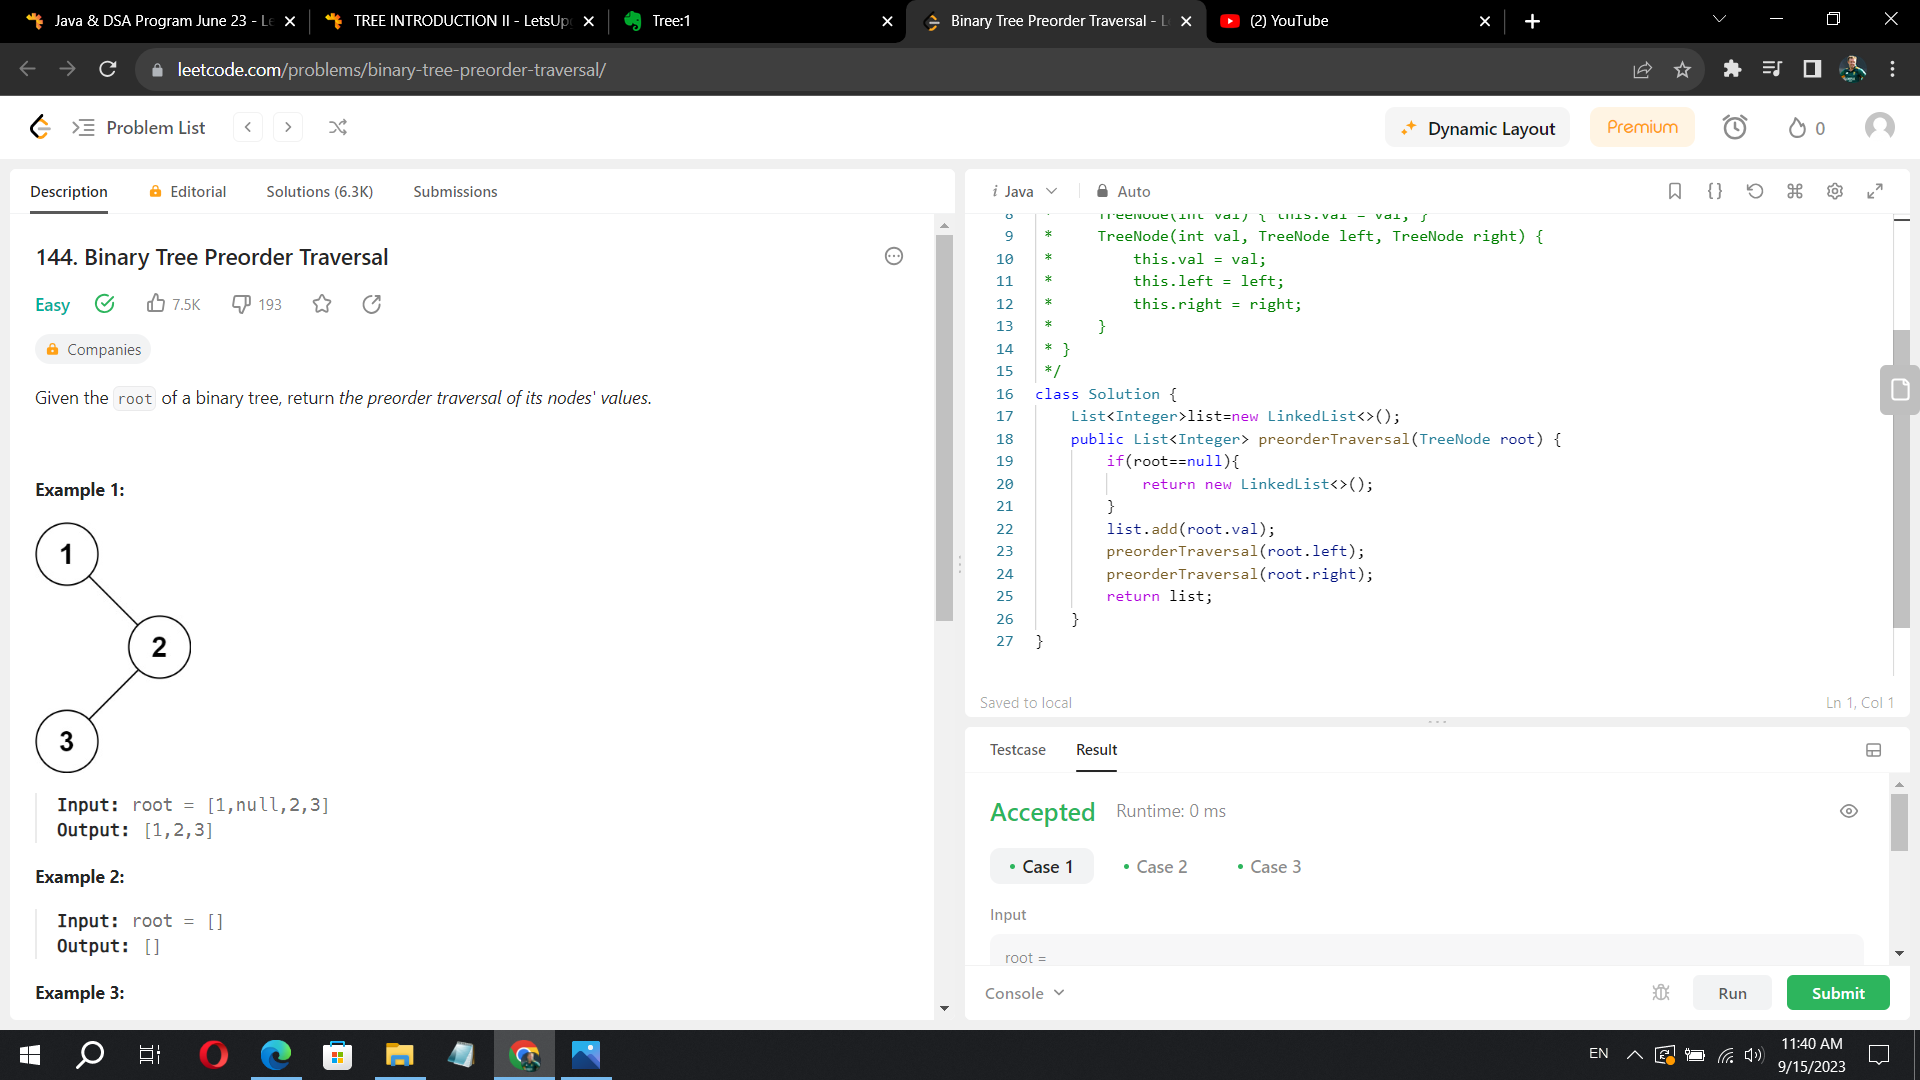 Java & DSA Program June 23 - Le
TREE INTRODUCTION II - LetsUp
Tree:1
Binary Tree Preorder Traversal - L
(2) YouTube
leetcode.com/problems/binary-tree-preorder-traversal/
Problem List
Dynamic Layout
Premium
0
Description
Editorial
Solutions (6.3K)
Submissions
144. Binary Tree Preorder Traversal
Easy
7.5K
193
Companies
Given the root of a binary tree, return the preorder traversal of its nodes' values.
Example 1:
1
2
3
Input: root = [1,null,2,3]
Output: [1,2,3]
Example 2:
Input: root = []
Output: []
Example 3:
i Java
Auto
8 * TreeNode(int val) { this.val = val; }
9 * TreeNode(int val, TreeNode left, TreeNode right) {
10 * this.val = val;
11 * this.left = left;
12 * this.right = right;
13 * }
14 * }
15 */
16 class Solution {
17 List<Integer>list=new LinkedList<>();
18 public List<Integer> preorderTraversal(TreeNode root) {
19 if(root==null){
20 return new LinkedList<>();
21 }
22 list.add(root.val);
23 preorderTraversal(root.left);
24 preorderTraversal(root.right);
25 return list;
26 }
27 }
Saved to local
Ln 1, Col 1
Testcase
Result
Accepted
Runtime: 0 ms
• Case 1
• Case 2
• Case 3
Input
root =
Console
Run
Submit
EN
11:40 AM
9/15/2023